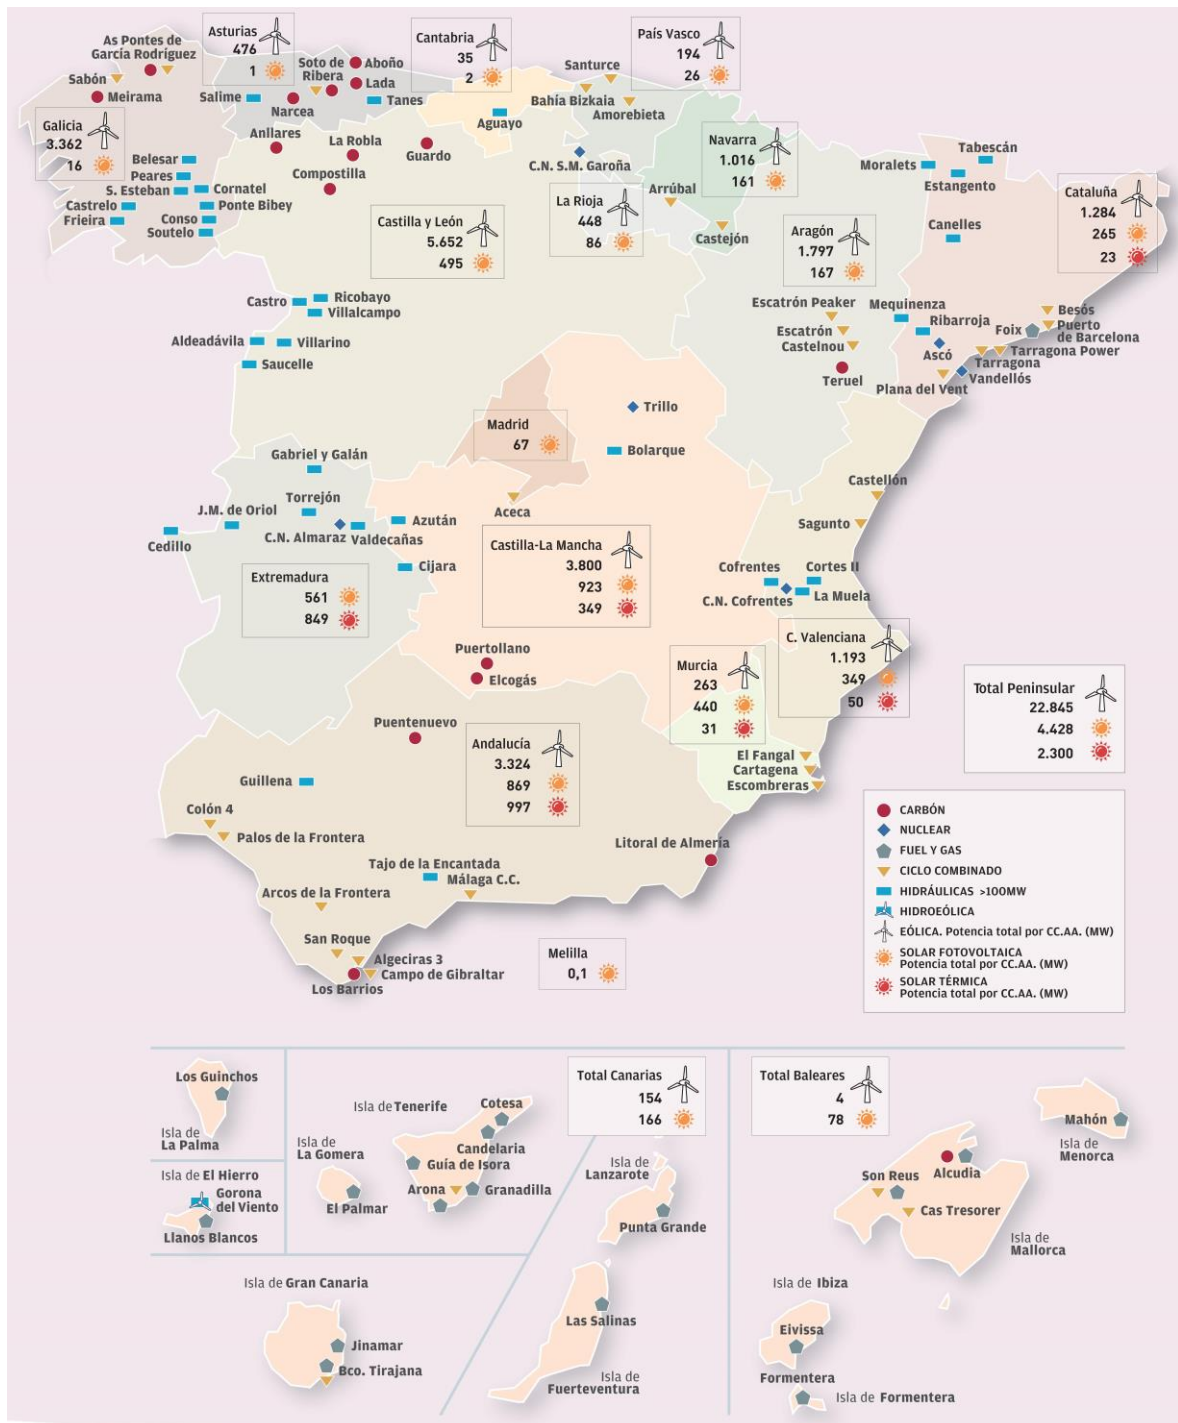 Asturias
476
1
Cantabria
35
2
País Vasco
194
26
As Pontes de
García Rodríguez
Sabón
Meirama
Soto de
Ribera
Aboño
Lada
Salime
Narcea
Tanes
Santurce
Bahía Bizkaia
Amorebieta
Aguayo
Galicia
3.362
16
Anllares
La Robla
Guardo
Compostilla
C.N. S.M. Garoña
Navarra
1.016
161
Tabescán
Moralets
Estangento
Belesar
Peares
S. Esteban
Cornatel
Castrelo
Ponte Bibey
Frieira
Conso
Soutelo
Castilla y León
5.652
495
La Rioja
448
86
Arrúbal
Castejón
Aragón
1.797
167
Canelles
Cataluña
1.284
265
23
Castro
Ricobayo
Villalcampo
Aldeadávila
Villarino
Saucelle
Escatrón Peaker
Escatrón
Castelnou
Teruel
Mequinenza
Ribarroja
Ascó
Foix
Besós
Puerto
de Barcelona
Tarragona Power
Tarragona
Vandellós
Plana del Vent
Madrid
67
Trillo
Bolarque
Gabriel y Galán
Torrejón
J.M. de Oriol
Cedillo
C.N. Almaraz
Valdecañas
Azután
Cijara
Aceca
Castellón
Sagunto
Castilla-La Mancha
3.800
923
349
Extremadura
561
849
Cofrentes
Cortes II
C.N. Cofrentes
La Muela
Puertollano
Elcogás
Murcia
263
440
31
C. Valenciana
1.193
349
50
Total Peninsular
22.845
4.428
2.300
Puentenuevo
Andalucía
3.324
869
997
El Fangal
Cartagena
Escombreras
Guillena
Colón 4
Palos de la Frontera
Litoral de Almería
Tajo de la Encantada
Málaga C.C.
Arcos de la Frontera
San Roque
Algeciras 3
Campo de Gibraltar
Los Barrios
Melilla
0,1
CARBÓN
NUCLEAR
FUEL Y GAS
CICLO COMBINADO
HIDRÁULICAS >100MW
HIDROEÓLICA
EÓLICA. Potencia total por CC.AA. (MW)
SOLAR FOTOVOLTAICA
Potencia total por CC.AA. (MW)
SOLAR TÉRMICA
Potencia total por CC.AA. (MW)
Los Guinchos
Isla de
La Palma
Isla de El Hierro
Gorona
del Viento
Llanos Blancos
Isla de Tenerife
Cotesa
Candelaria
Guía de Isora
Arona
Granadilla
Isla de
La Gomera
El Palmar
Total Canarias
154
166
Isla de
Lanzarote
Punta Grande
Isla de Gran Canaria
Jinamar
Bco. Tirajana
Las Salinas
Isla de
Fuerteventura
Total Baleares
4
78
Mahón
Isla de
Menorca
Alcudia
Son Reus
Cas Tresorer
Isla de
Mallorca
Isla de Ibiza
Eivissa
Formentera
Isla de Formentera